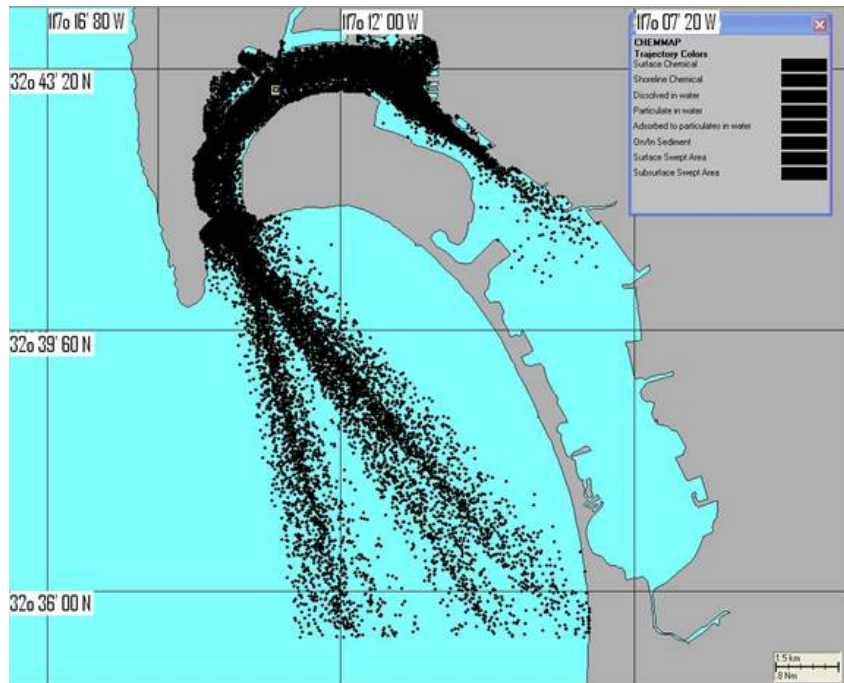 117o 16' 80 W
117o 12' 00 W
117o 07' 20 W
CHEMMAP
Trajectory Colors
Surface Chemical
Shoreline Chemical
Dissolved in water
Particulate in water
Adsorbed to particulates in water
On/In Sediment
Surface Swept Area
Subsurface Swept Area
32o 43' 20 N
32o 39' 60 N
32o 36' 00 N
1.5 km
.8 Nm